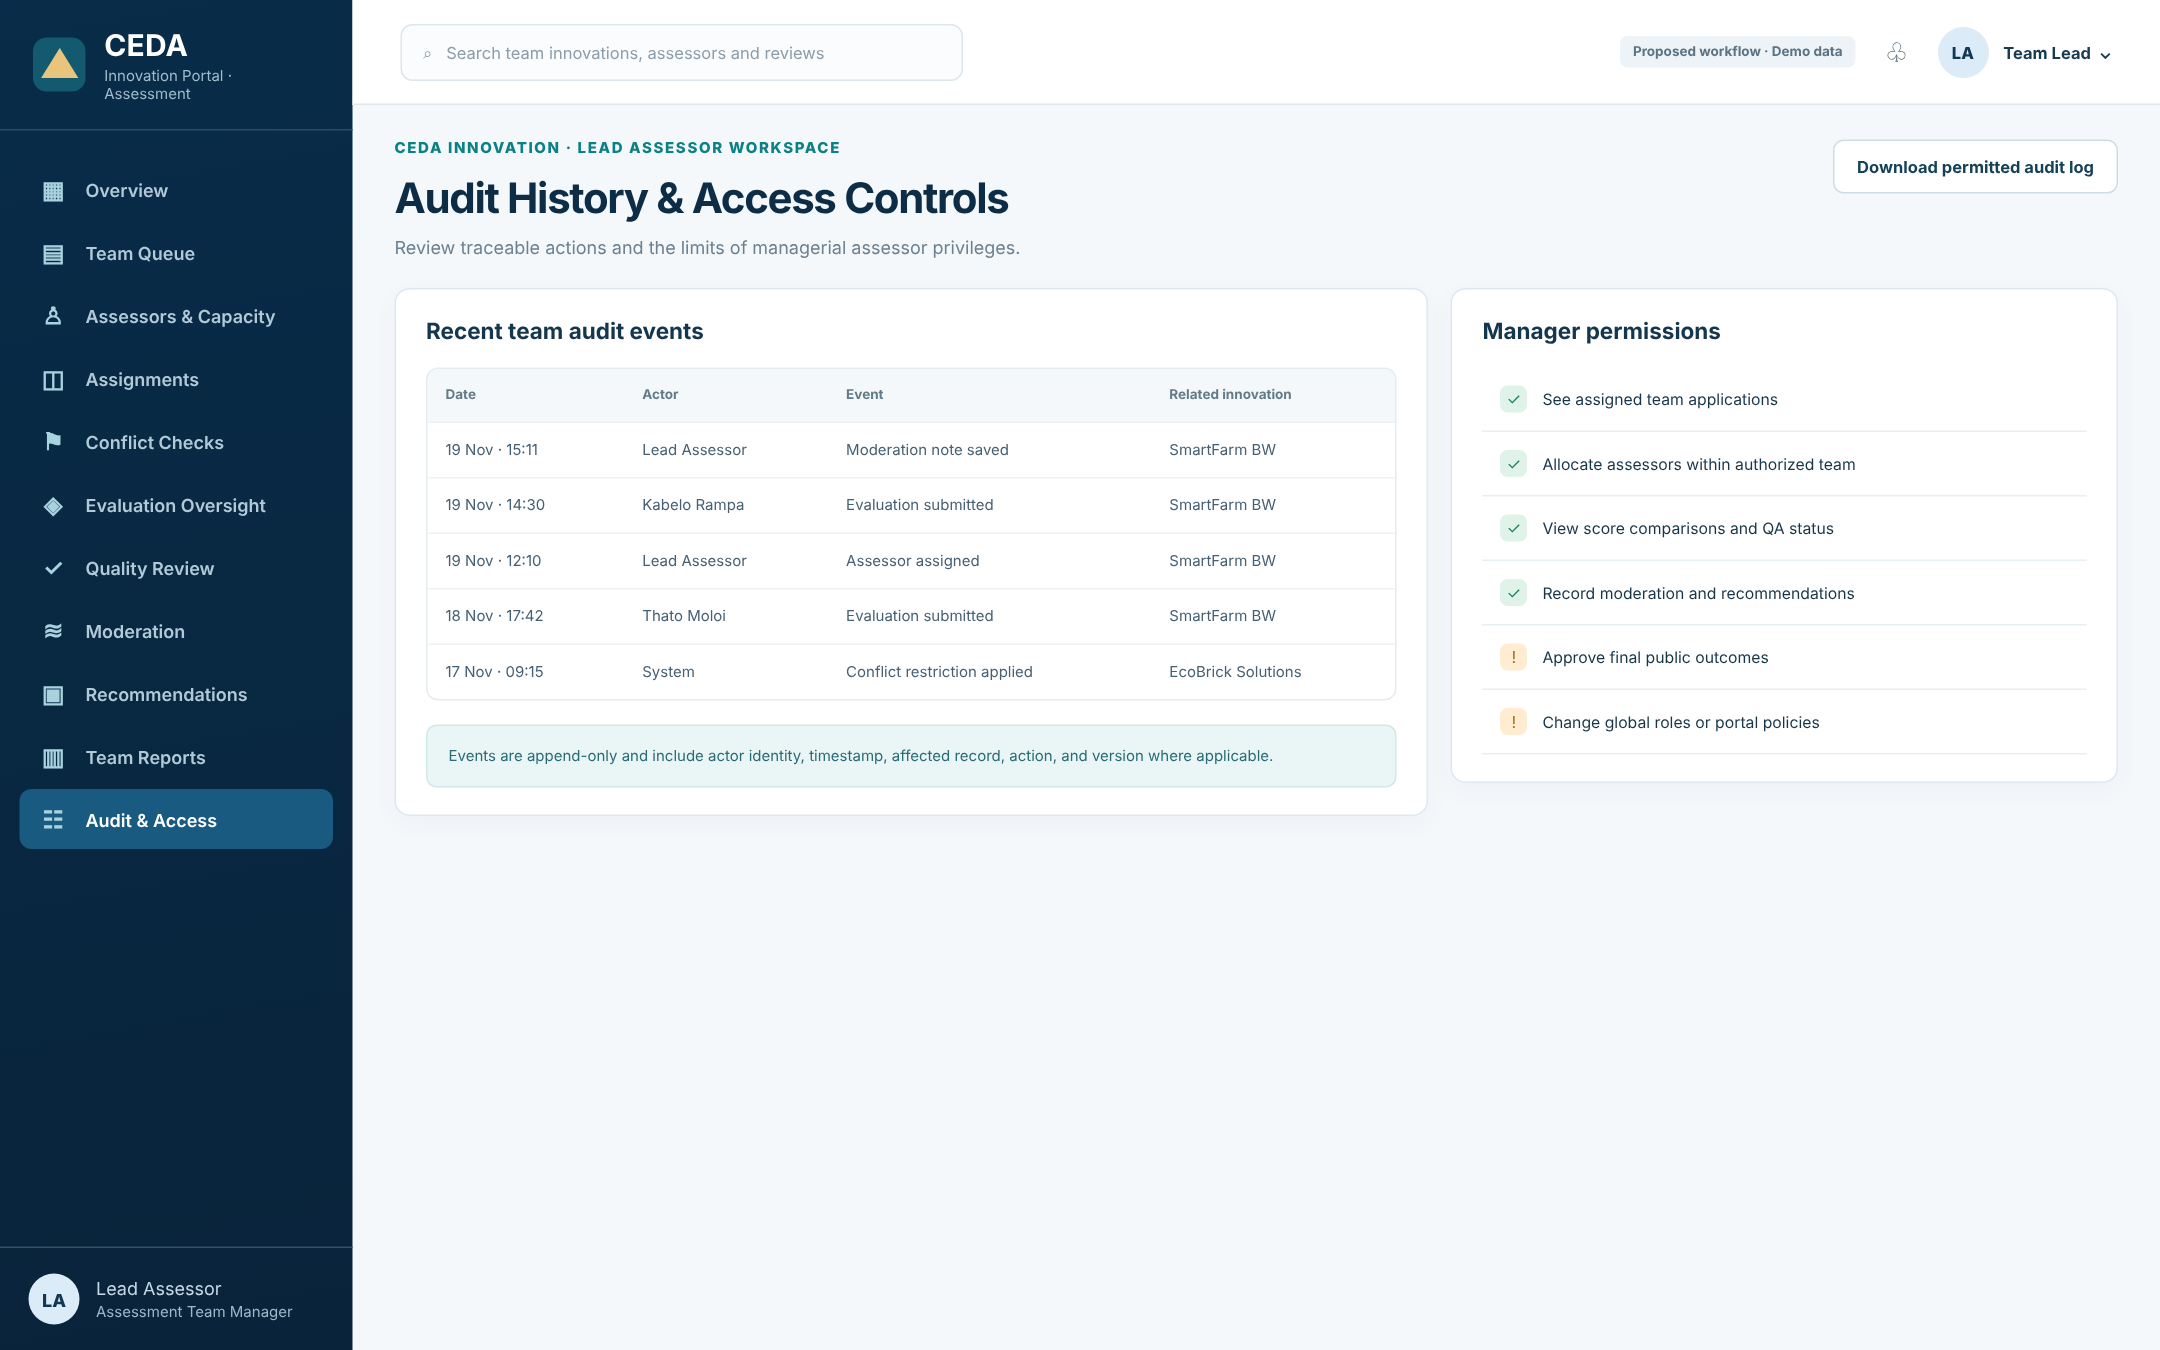 CEDA
Innovation Portal ·
Assessment
Overview
Team Queue
Assessors & Capacity
Assignments
Conflict Checks
Evaluation Oversight
Quality Review
Moderation
Recommendations
Team Reports
Audit & Access
LA
Lead Assessor
Assessment Team Manager
Search team innovations, assessors and reviews
Proposed workflow · Demo data
LA
Team Lead
CEDA INNOVATION · LEAD ASSESSOR WORKSPACE
Audit History & Access Controls
Review traceable actions and the limits of managerial assessor privileges.
Download permitted audit log
Recent team audit events
Date Actor Event Related innovation
19 Nov · 15:11 Lead Assessor Moderation note saved SmartFarm BW
19 Nov · 14:30 Kabelo Rampa Evaluation submitted SmartFarm BW
19 Nov · 12:10 Lead Assessor Assessor assigned SmartFarm BW
18 Nov · 17:42 Thato Moloi Evaluation submitted SmartFarm BW
17 Nov · 09:15 System Conflict restriction applied EcoBrick Solutions
Events are append-only and include actor identity, timestamp, affected record, action, and version where applicable.
Manager permissions
✓ See assigned team applications
✓ Allocate assessors within authorized team
✓ View score comparisons and QA status
✓ Record moderation and recommendations
! Approve final public outcomes
! Change global roles or portal policies